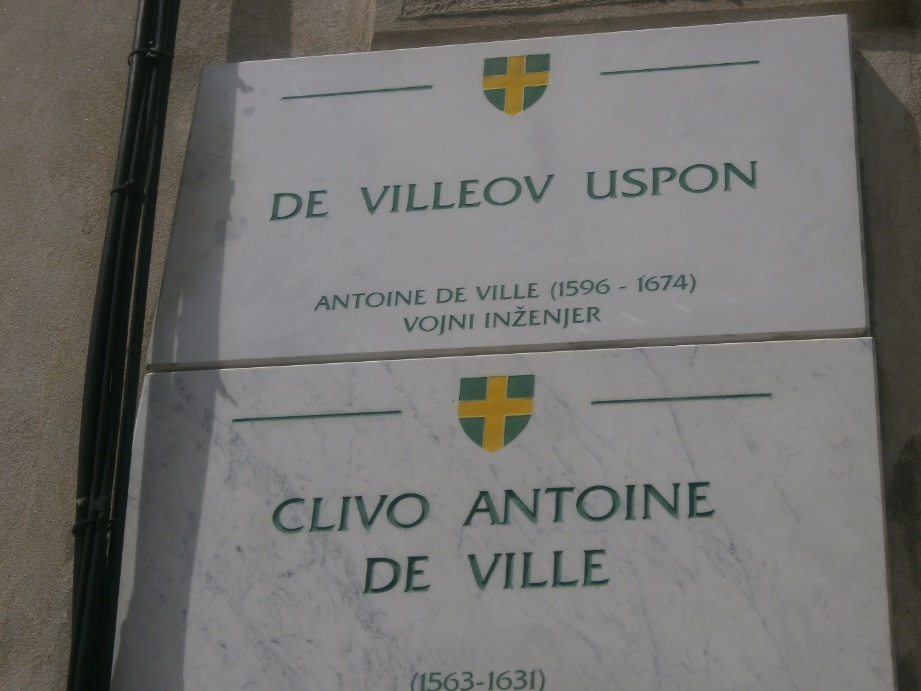 DE VILLEOV USPON
ANTOINE DE VILLE (1596 - 1674)
VOJNI INŽENJER
CLIVO ANTOINE
DE VILLE
(1563-1631)